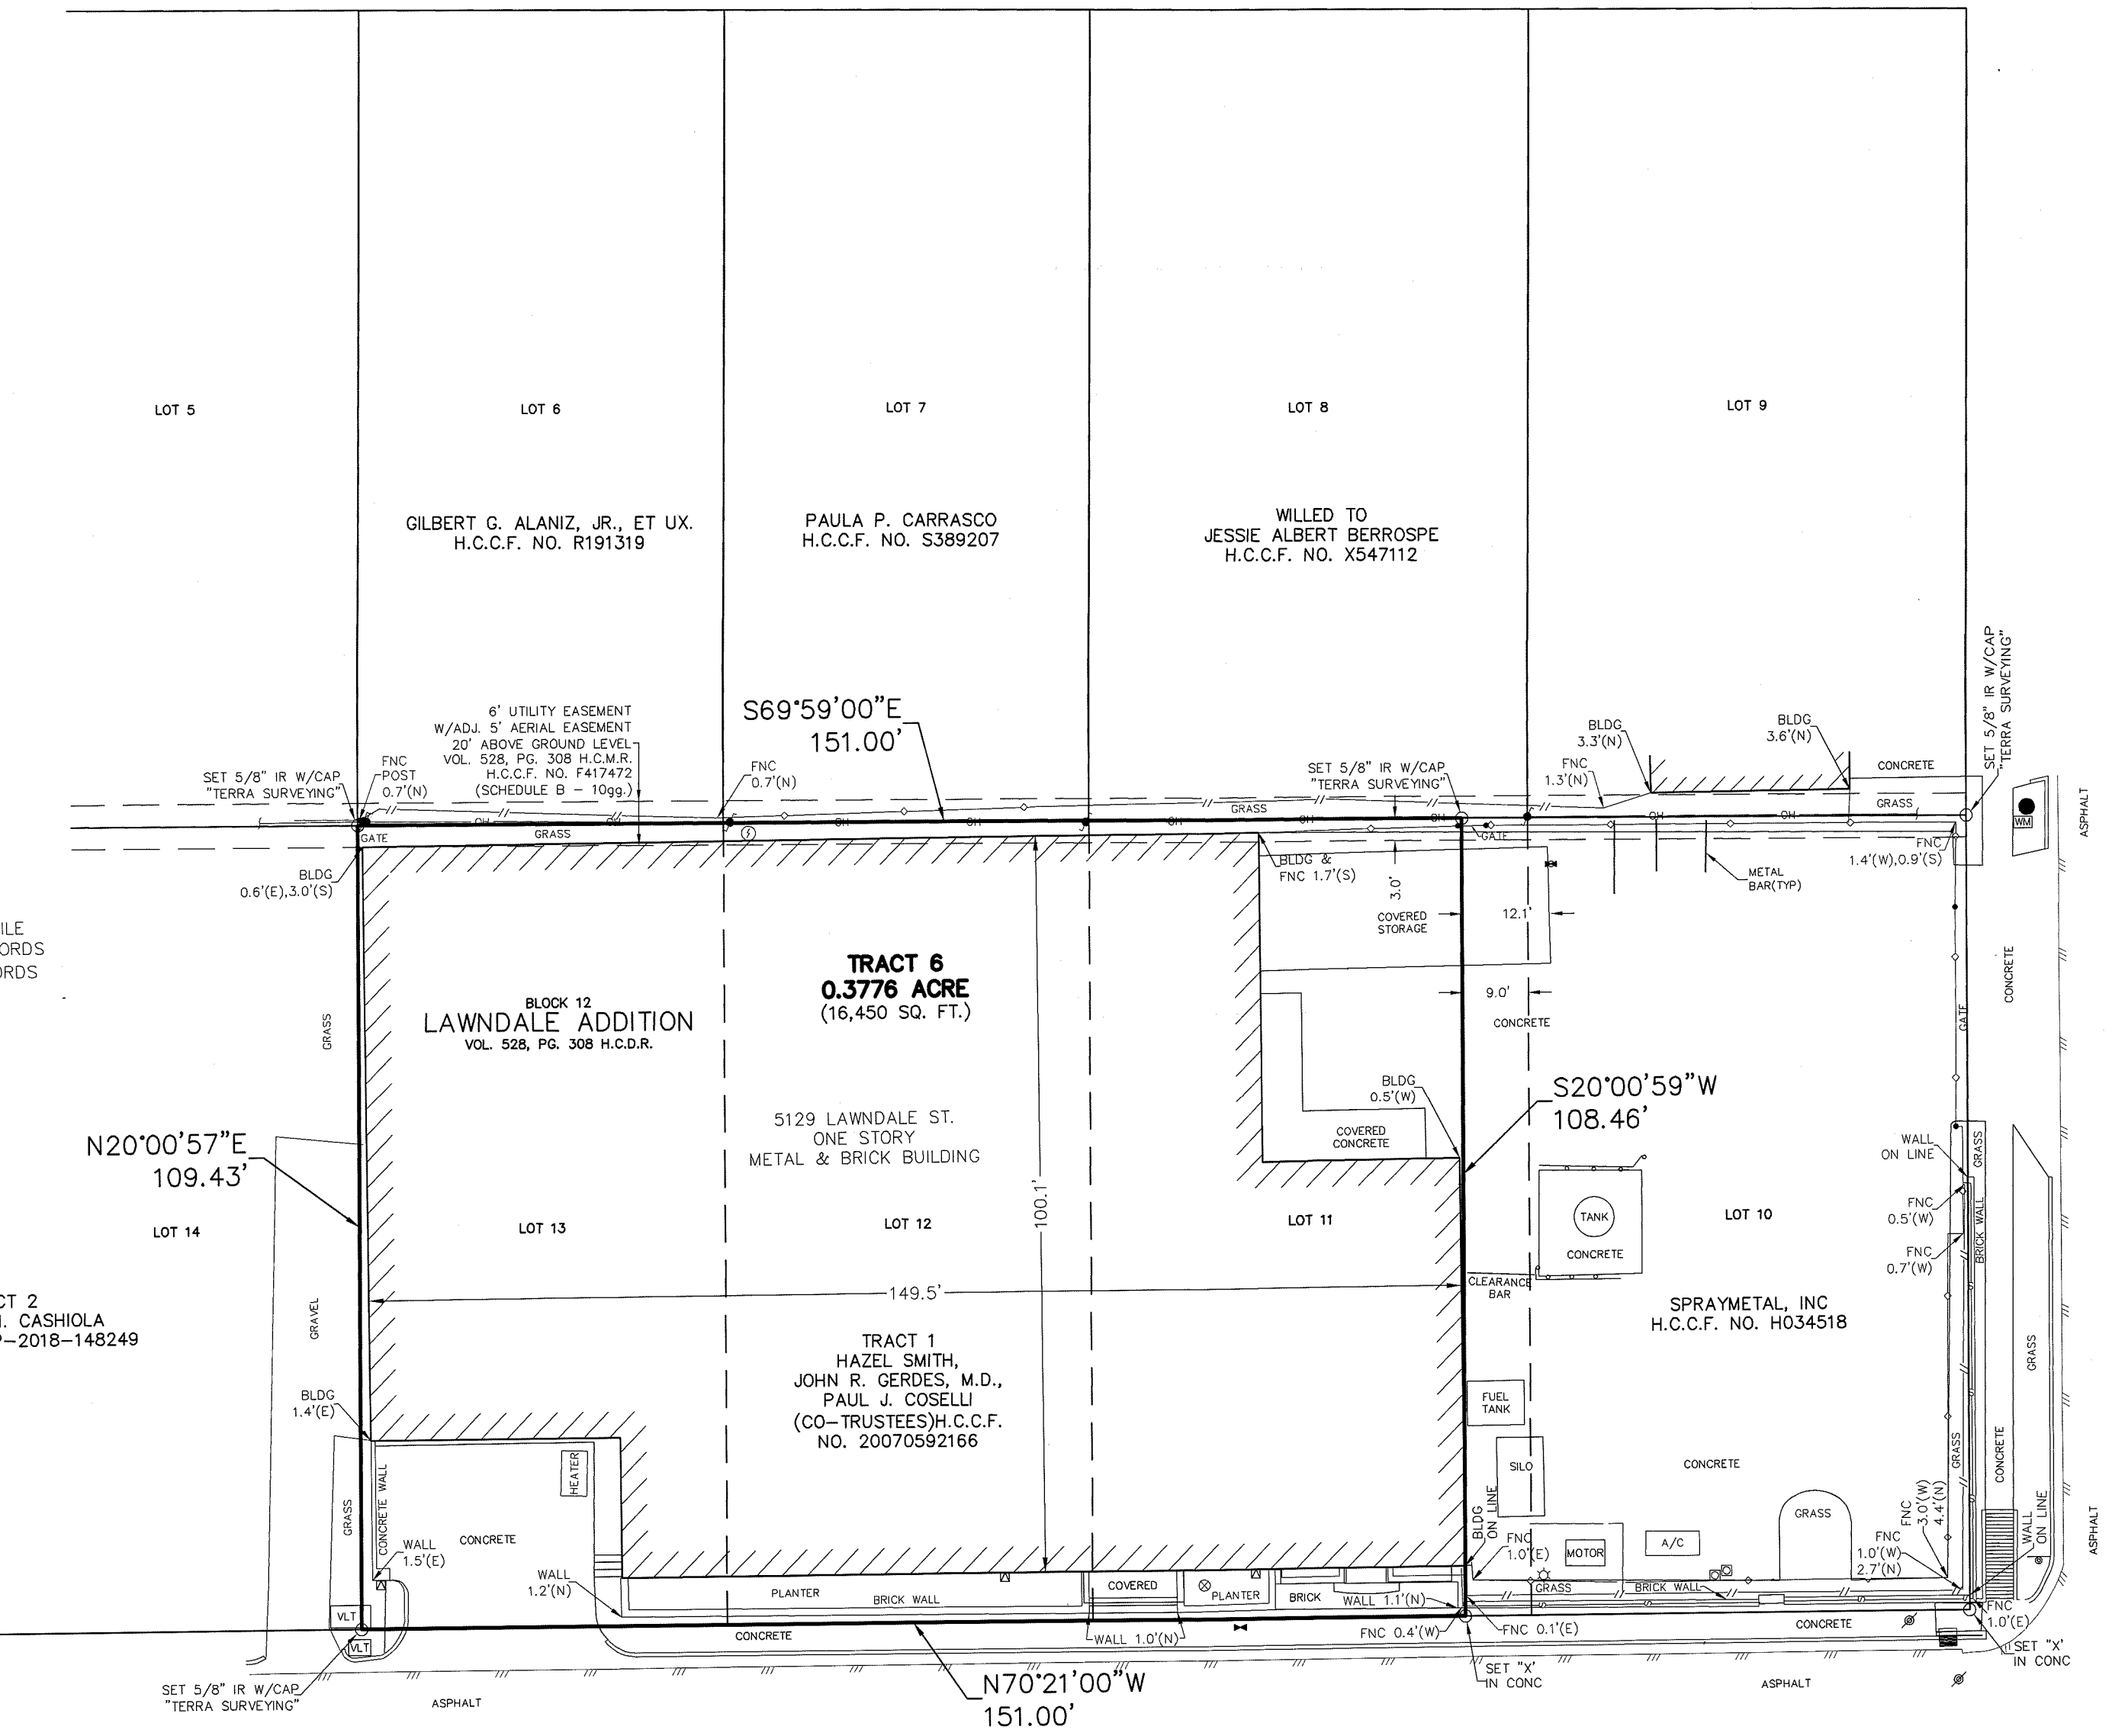 LOT 5
LOT 6
LOT 7
LOT 8
LOT 9
GILBERT G. ALANIZ, JR., ET UX.
H.C.C.F. NO. R191319
PAULA P. CARRASCO
H.C.C.F. NO. S389207
WILLED TO
JESSIE ALBERT BERROSPE
H.C.C.F. NO. X547112
6' UTILITY EASEMENT
W/ADJ. 5' AERIAL EASEMENT
20' ABOVE GROUND LEVEL
VOL. 528, PG. 308 H.C.M.R.
H.C.C.F. NO. F417472
(SCHEDULE B - 10gg.)
S69°59'00"E
151.00'
SET 5/8" IR W/CAP
"TERRA SURVEYING"
FNC
POST
0.7'(N)
FNC
0.7'(N)
SET 5/8" IR W/CAP
"TERRA SURVEYING"
FNC
1.3'(N)
BLDG
3.3'(N)
BLDG
3.6'(N)
CONCRETE
SET 5/8" IR W/CAP
"TERRA SURVEYING"
GRASS
GRASS
GRASS
OH
OH
OH
OH
OH
OH
OH
OH
GATE
GATE
WM
ASPHALT
BLDG
0.6'(E),3.0'(S)
BLDG &
FNC 1.7'(S)
3.0'
METAL
BAR(TYP)
FNC
1.4'(W),0.9'(S)
COVERED
STORAGE
12.1'
9.0'
CONCRETE
CONCRETE
GATE
ILE
ORDS
ORDS
GRASS
BLOCK 12
LAWNDALE ADDITION
VOL. 528, PG. 308 H.C.D.R.
TRACT 6
0.3776 ACRE
(16,450 SQ. FT.)
5129 LAWNDALE ST.
ONE STORY
METAL & BRICK BUILDING
BLDG
0.5'(W)
COVERED
CONCRETE
S20°00'59"W
108.46'
N20°00'57"E
109.43'
LOT 14
LOT 13
LOT 12
LOT 11
LOT 10
100.1'
149.5'
TANK
CONCRETE
CLEARANCE
BAR
WALL
ON LINE
GRASS
FNC
0.5'(W)
BRICK WALL
FNC
0.7'(W)
SPRAYMETAL, INC
H.C.C.F. NO. H034518
CT 2
I. CASHIOLA
P-2018-148249
GRAVEL
TRACT 1
HAZEL SMITH,
JOHN R. GERDES, M.D.,
PAUL J. COSELLI
(CO-TRUSTEES)H.C.C.F.
NO. 20070592166
GRASS
BLDG
1.4'(E)
FUEL
TANK
SILO
CONCRETE
GRASS
CONCRETE
HEATER
CONCRETE WALL
GRASS
CONCRETE
WALL
1.5'(E)
WALL
1.2'(N)
BLDG
ON LINE
FNC
1.0'(E)
MOTOR
A/C
GRASS
FNC
3.0'(W)
4.4'(N)
FNC
1.0'(W)
2.7'(N)
WALL
ON LINE
ASPHALT
PLANTER
BRICK WALL
COVERED
PLANTER
BRICK
WALL 1.1'(N)
GRASS
BRICK WALL
VLT
VLT
CONCRETE
WALL 1.0'(N)
FNC 0.4'(W)
FNC 0.1'(E)
CONCRETE
FNC
1.0'(E)
SET "X'
IN CONC
SET "X'
IN CONC
SET 5/8" IR W/CAP
"TERRA SURVEYING"
ASPHALT
N70°21'00"W
151.00'
ASPHALT